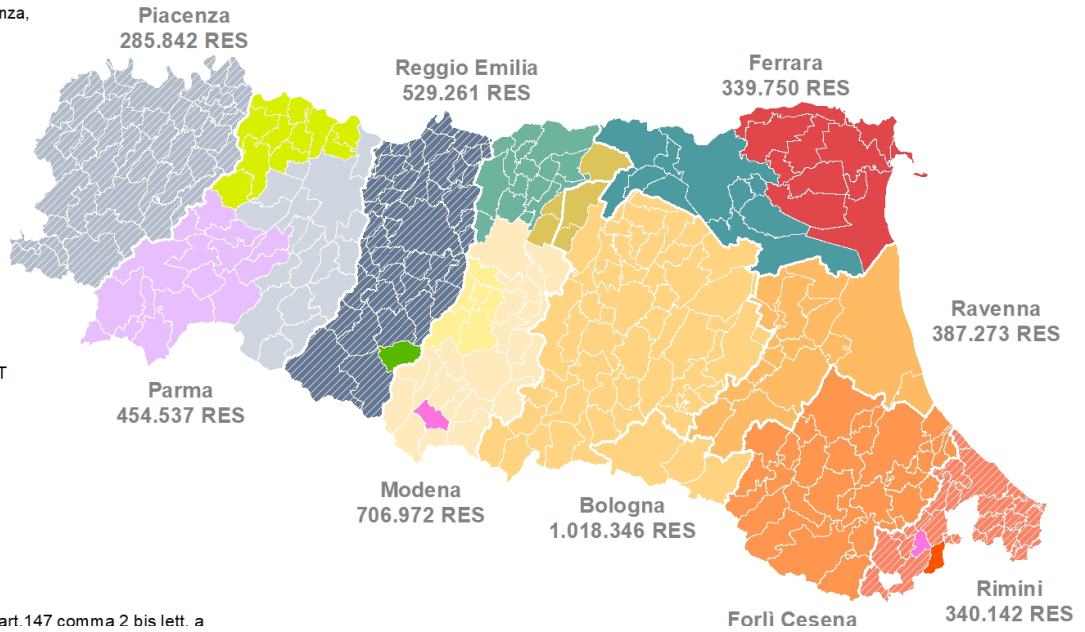 nza,
Piacenza
285.842 RES
Reggio Emilia
529.261 RES
Ferrara
339.750 RES
Ravenna
387.273 RES
T
Parma
454.537 RES
Modena
706.972 RES
Bologna
1.018.346 RES
Rimini
340.142 RES
Forlì Cesena
art.147 comma 2 bis lett. a